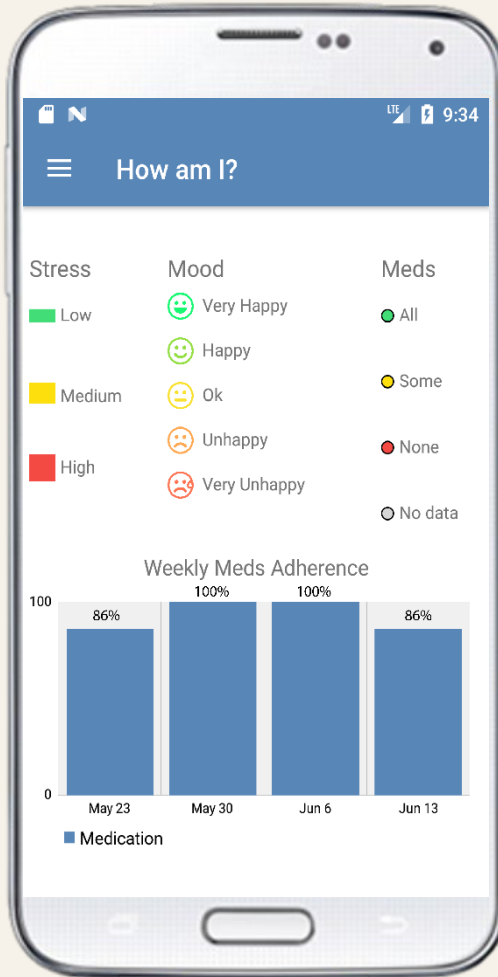 LTE 9:34
How am I?
Stress Mood Meds
Low Very Happy All
Happy
Medium Ok Some
High Unhappy None
Very Unhappy No data
Weekly Meds Adherence
100 86% 100% 100% 86%
0
May 23 May 30 Jun 6 Jun 13
Medication